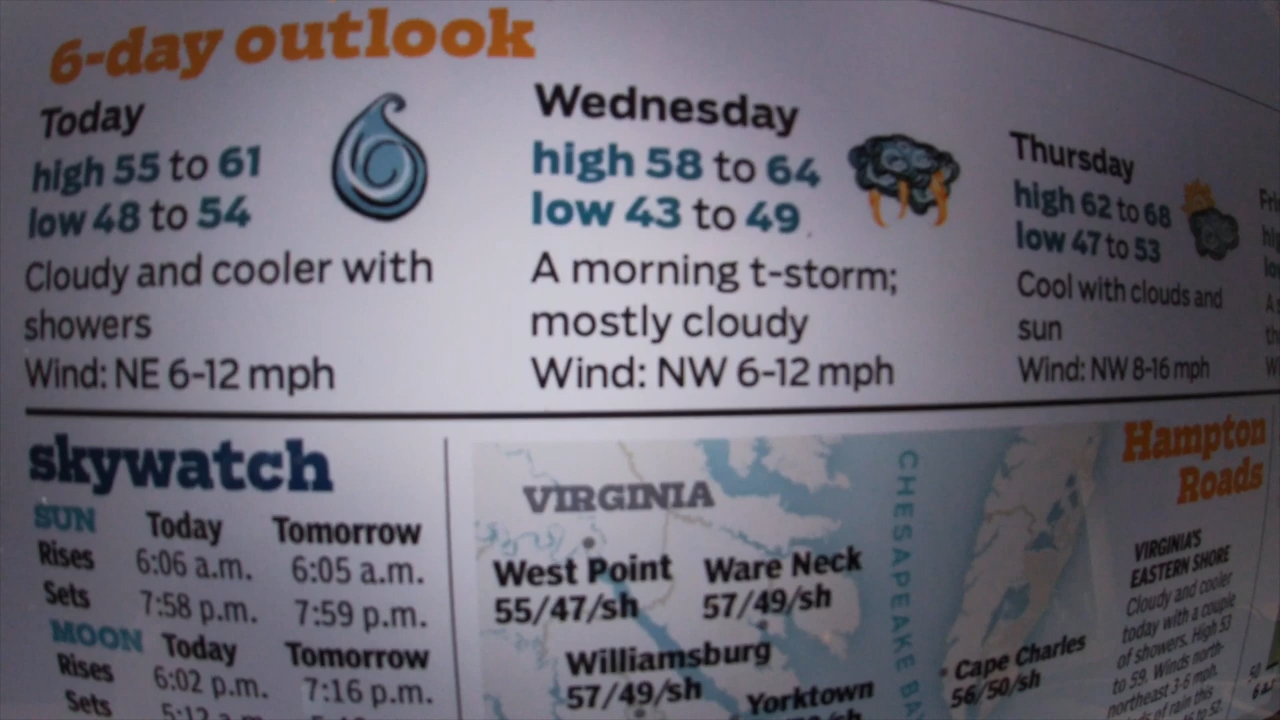 6-day outlook
Today
high 55 to 61
low 48 to 54
Cloudy and cooler with
showers
Wind: NE 6-12 mph
Wednesday
high 58 to 64
low 43 to 49
A morning t-storm;
mostly cloudy
Wind: NW 6-12 mph
Thursday
high 62 to 68
low 47 to 53
Cool with clouds and
sun
Wind: NW 8-16 mph
skywatch
SUN Today Tomorrow
Rises 6:06 a.m. 6:05 a.m.
Sets 7:58 p.m. 7:59 p.m.
MOON Today Tomorrow
Rises 6:02 p.m. 7:16 p.m.
Sets
VIRGINIA
West Point
55/47/sh
Ware Neck
57/49/sh
Williamsburg
57/49/sh
Yorktown
CHESAPEAKE
Cape Charles
56/50/sh
Hampton
Roads
VIRGINIA'S
EASTERN SHORE
Cloudy and cooler
today with a couple
of showers. High 53
to 59. Winds north-
northeast 3-6 mph.
of rain this
to 52.